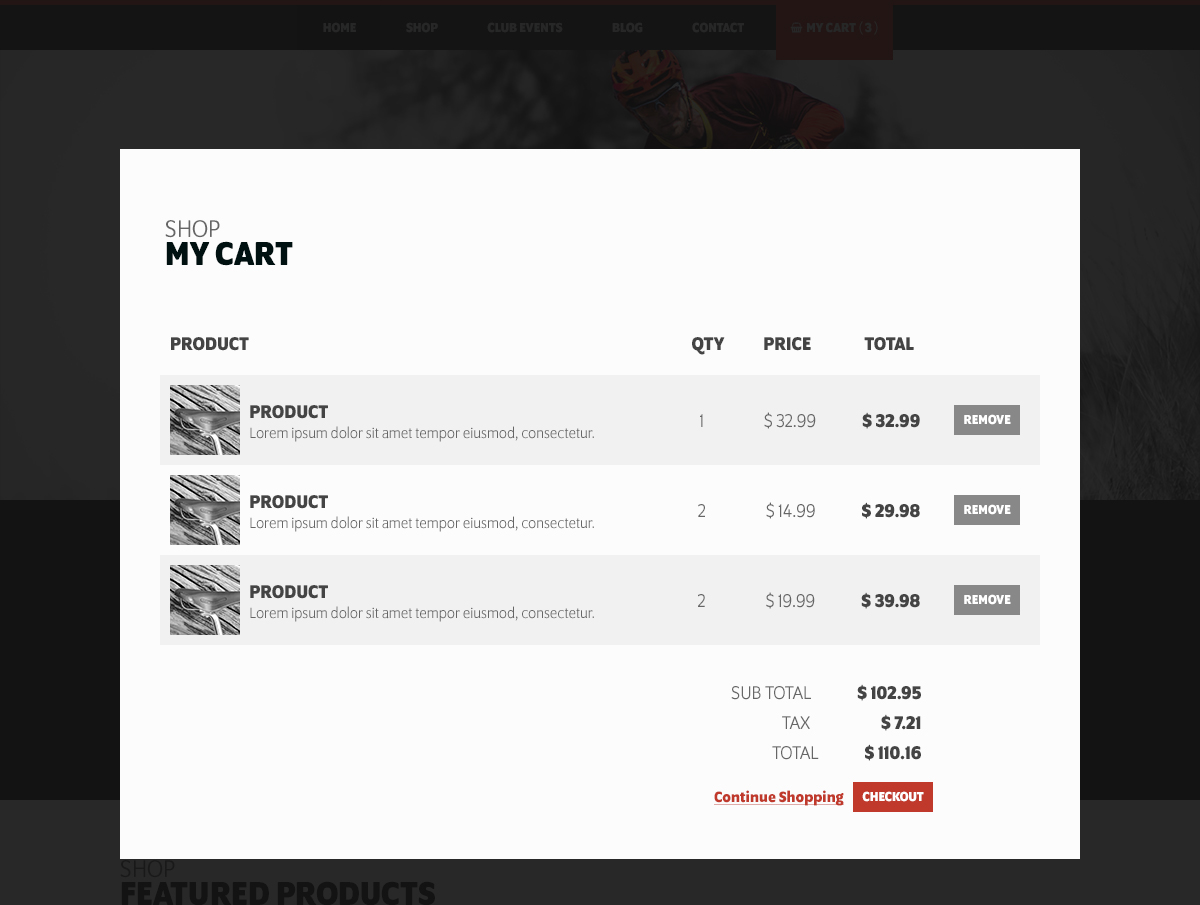 HOME SHOP CLUB EVENTS BLOG CONTACT MY CART ( 3 )
SHOP
MY CART
PRODUCT QTY PRICE TOTAL
PRODUCT
Lorem ipsum dolor sit amet tempor eiusmod, consectetur.
1 $ 32.99 $ 32.99 REMOVE
PRODUCT
Lorem ipsum dolor sit amet tempor eiusmod, consectetur.
2 $ 14.99 $ 29.98 REMOVE
PRODUCT
Lorem ipsum dolor sit amet tempor eiusmod, consectetur.
2 $ 19.99 $ 39.98 REMOVE
SUB TOTAL $ 102.95
TAX $ 7.21
TOTAL $ 110.16
Continue Shopping CHECKOUT
SHOP
FEATURED PRODUCTS